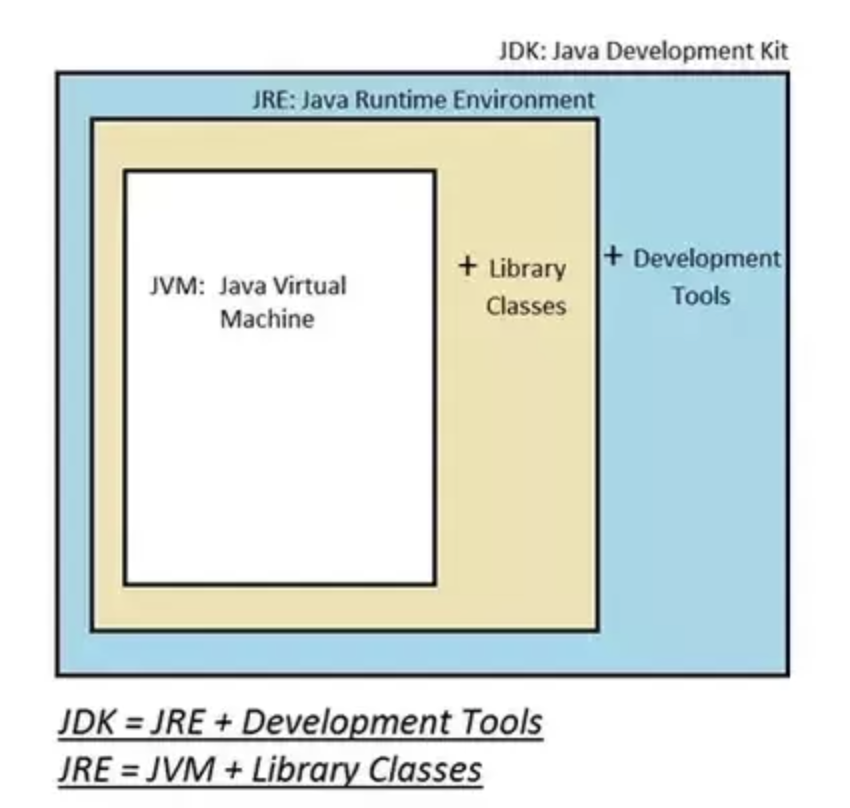 JDK: Java Development Kit
JRE: Java Runtime Environment
JVM: Java Virtual
Machine
+ Library
Classes
+ Development
Tools
JDK = JRE + Development Tools
JRE = JVM + Library Classes